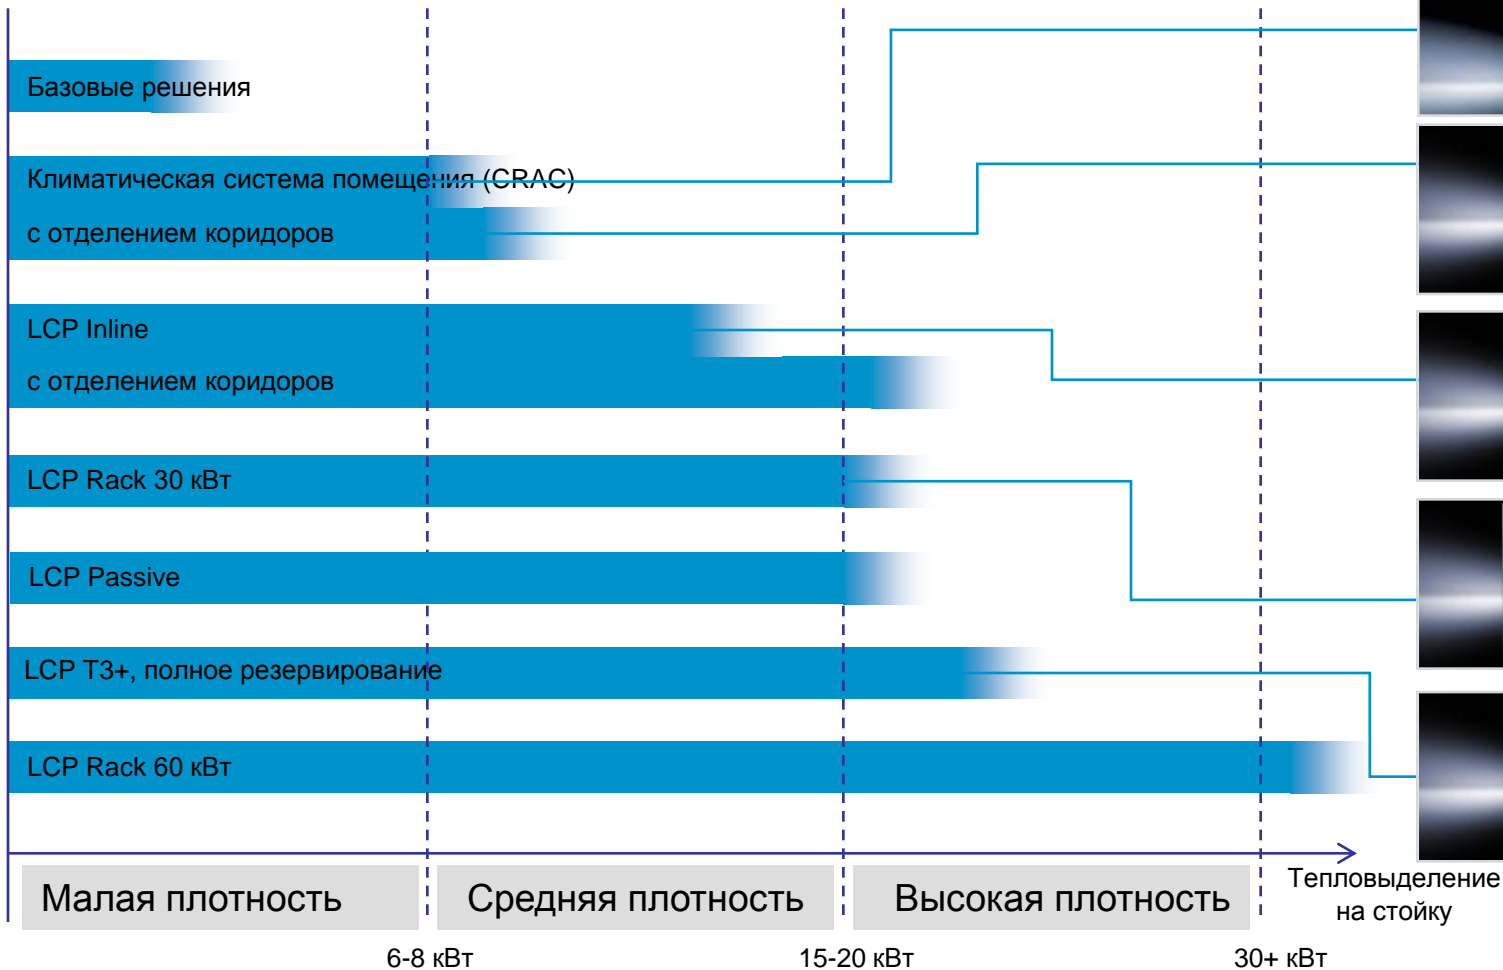 Базовые решения
Климатическая система помещения (CRAC)
с отделением коридоров
LCP Inline
с отделением коридоров
LCP Rack 30 кВт
LCP Passive
LCP T3+, полное резервирование
LCP Rack 60 кВт
Малая плотность
Средняя плотность
Высокая плотность
Тепловыделение
на стойку
6-8 кВт
15-20 кВт
30+ кВт